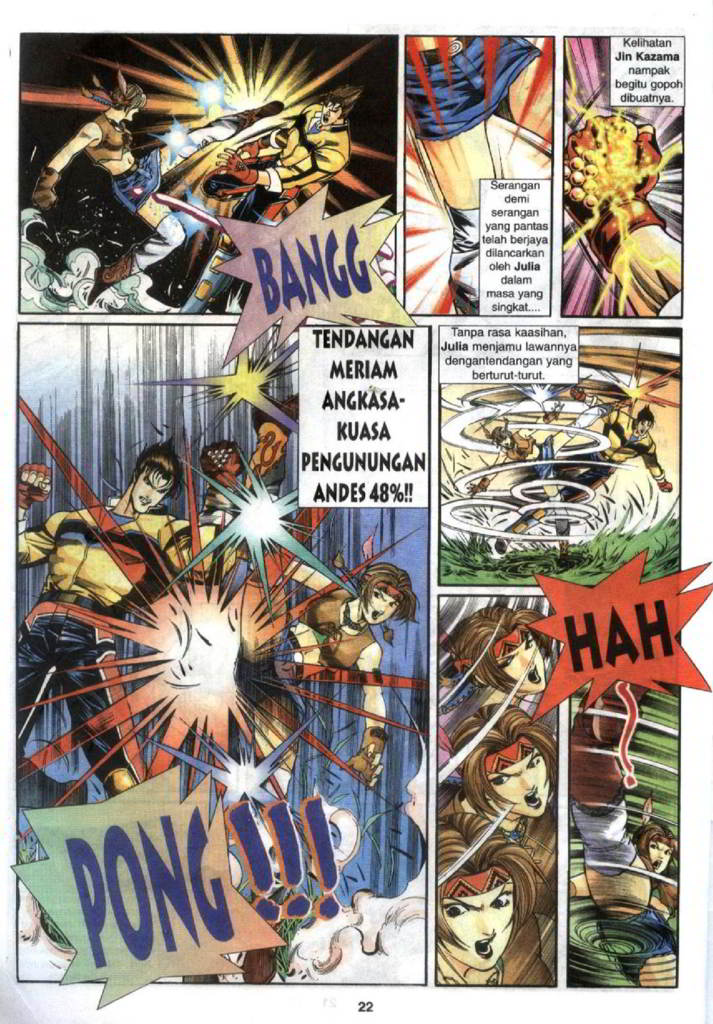 BANGG
Serangan
demi
serangan
yang pantas
telah berjaya
dilancarkan
oleh Julia
dalam
masa yang
singkat....
Kelihatan
Jin Kazama
nampak
begitu gopoh
dibuatnya.
TENDANGAN
MERIAM
ANGKASA-
KUASA
PENGUNUNGAN
ANDES 48%!!
PONG!!!
Tanpa rasa kaasihan,
Julia menjamu lawannya
dengantendangan yang
berturut-turut.
HAH
!
22